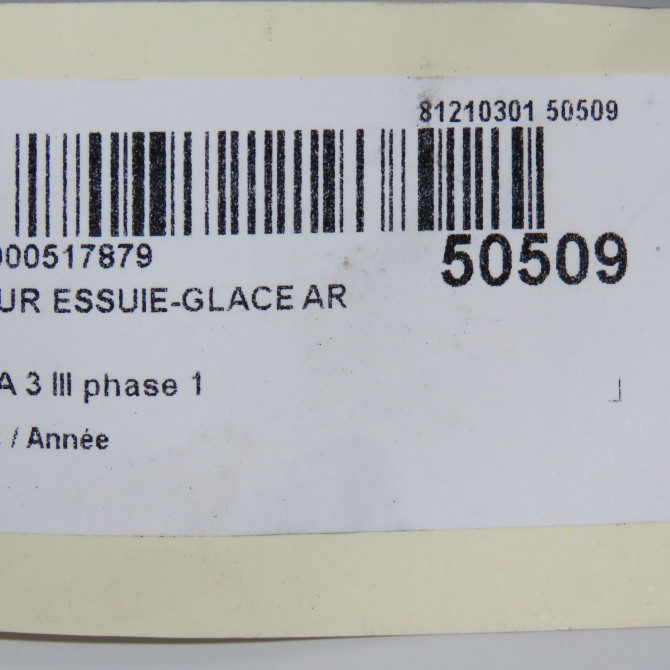 81210301 50509
000517879
50509
UR ESSUIE-GLACE AR
A 3 III phase 1
/ Année